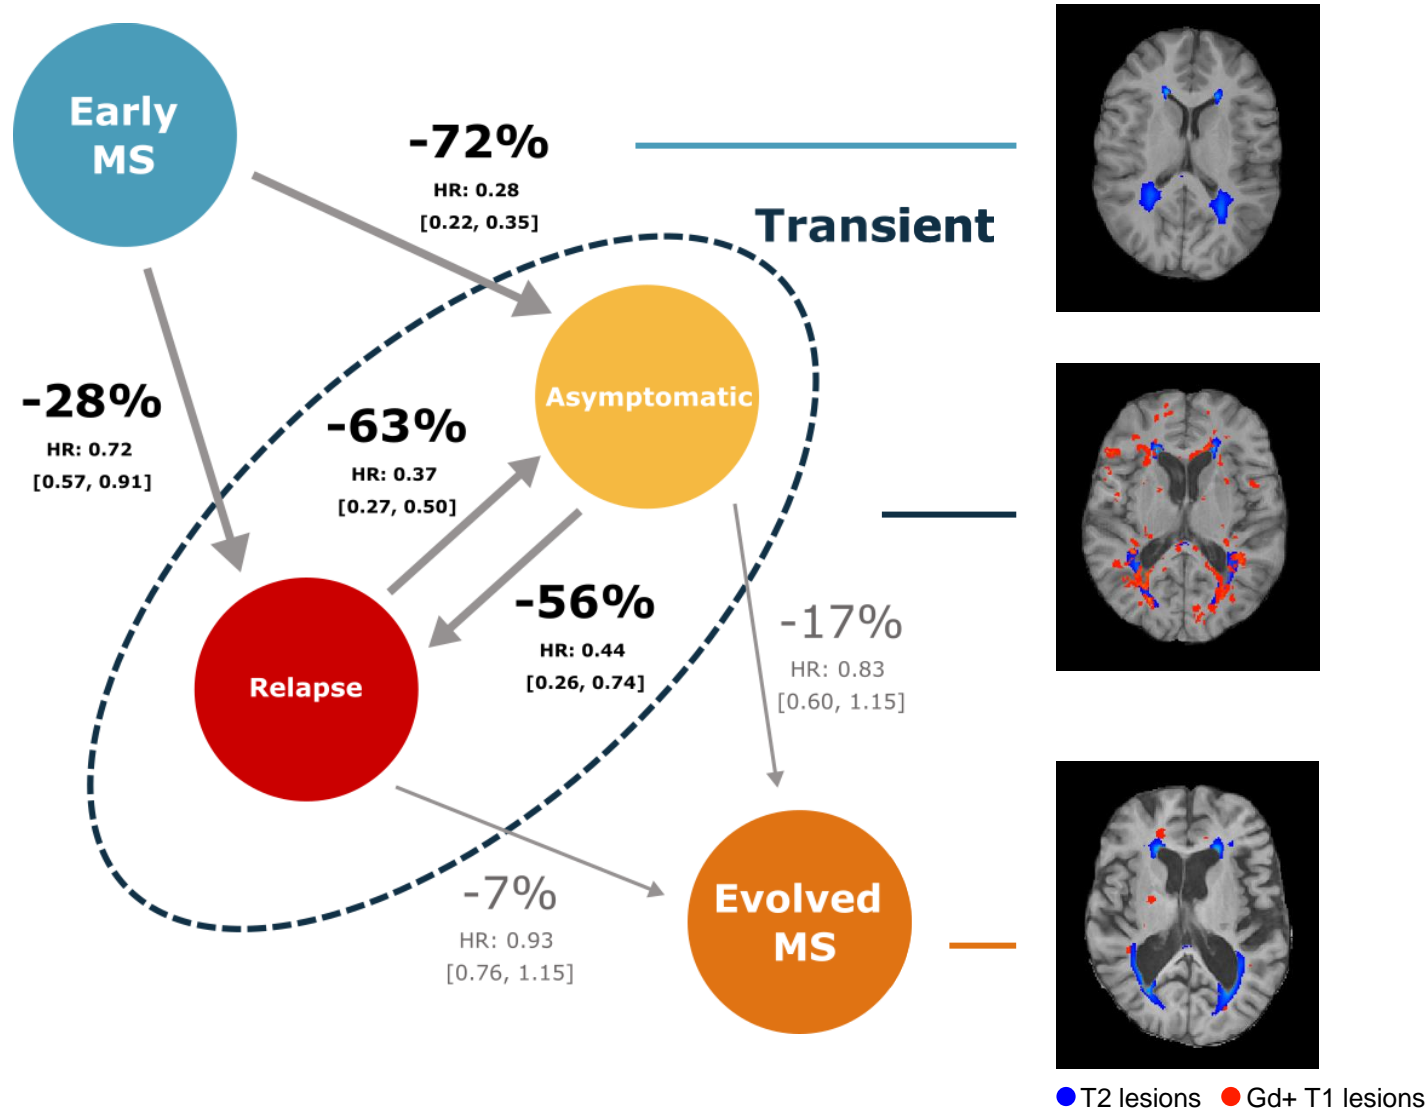 Early
MS
-72%
HR: 0.28
[0.22, 0.35]
Transient
Asymptomatic
-28%
HR: 0.72
[0.57, 0.91]
-63%
HR: 0.37
[0.27, 0.50]
-56%
HR: 0.44
[0.26, 0.74]
-17%
HR: 0.83
[0.60, 1.15]
Relapse
-7%
HR: 0.93
[0.76, 1.15]
Evolved
MS
T2 lesions
Gd+ T1 lesions